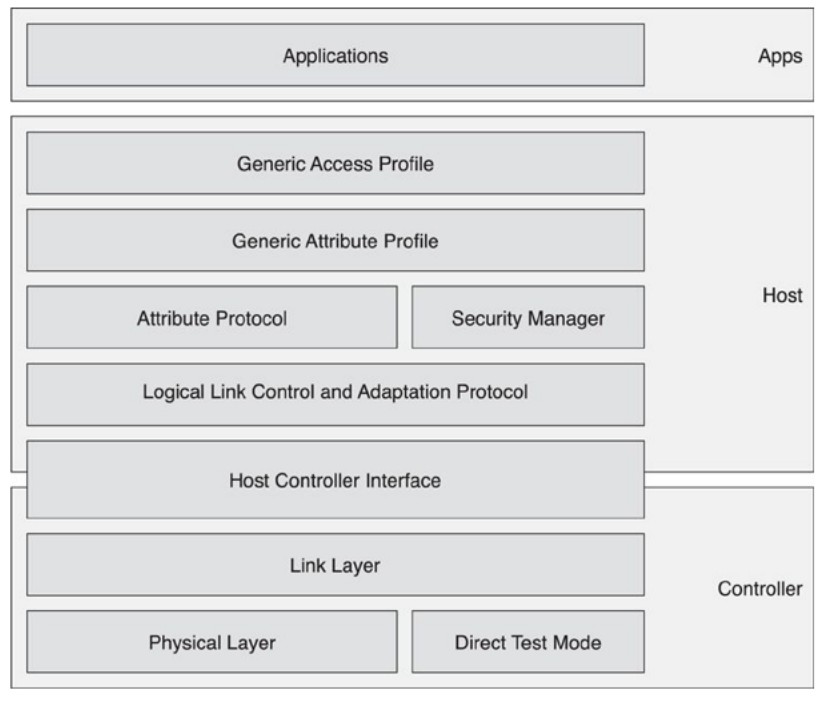 Applications
Apps
Generic Access Profile
Generic Attribute Profile
Host
Attribute Protocol
Security Manager
Logical Link Control and Adaptation Protocol
Host Controller Interface
Link Layer
Controller
Physical Layer
Direct Test Mode